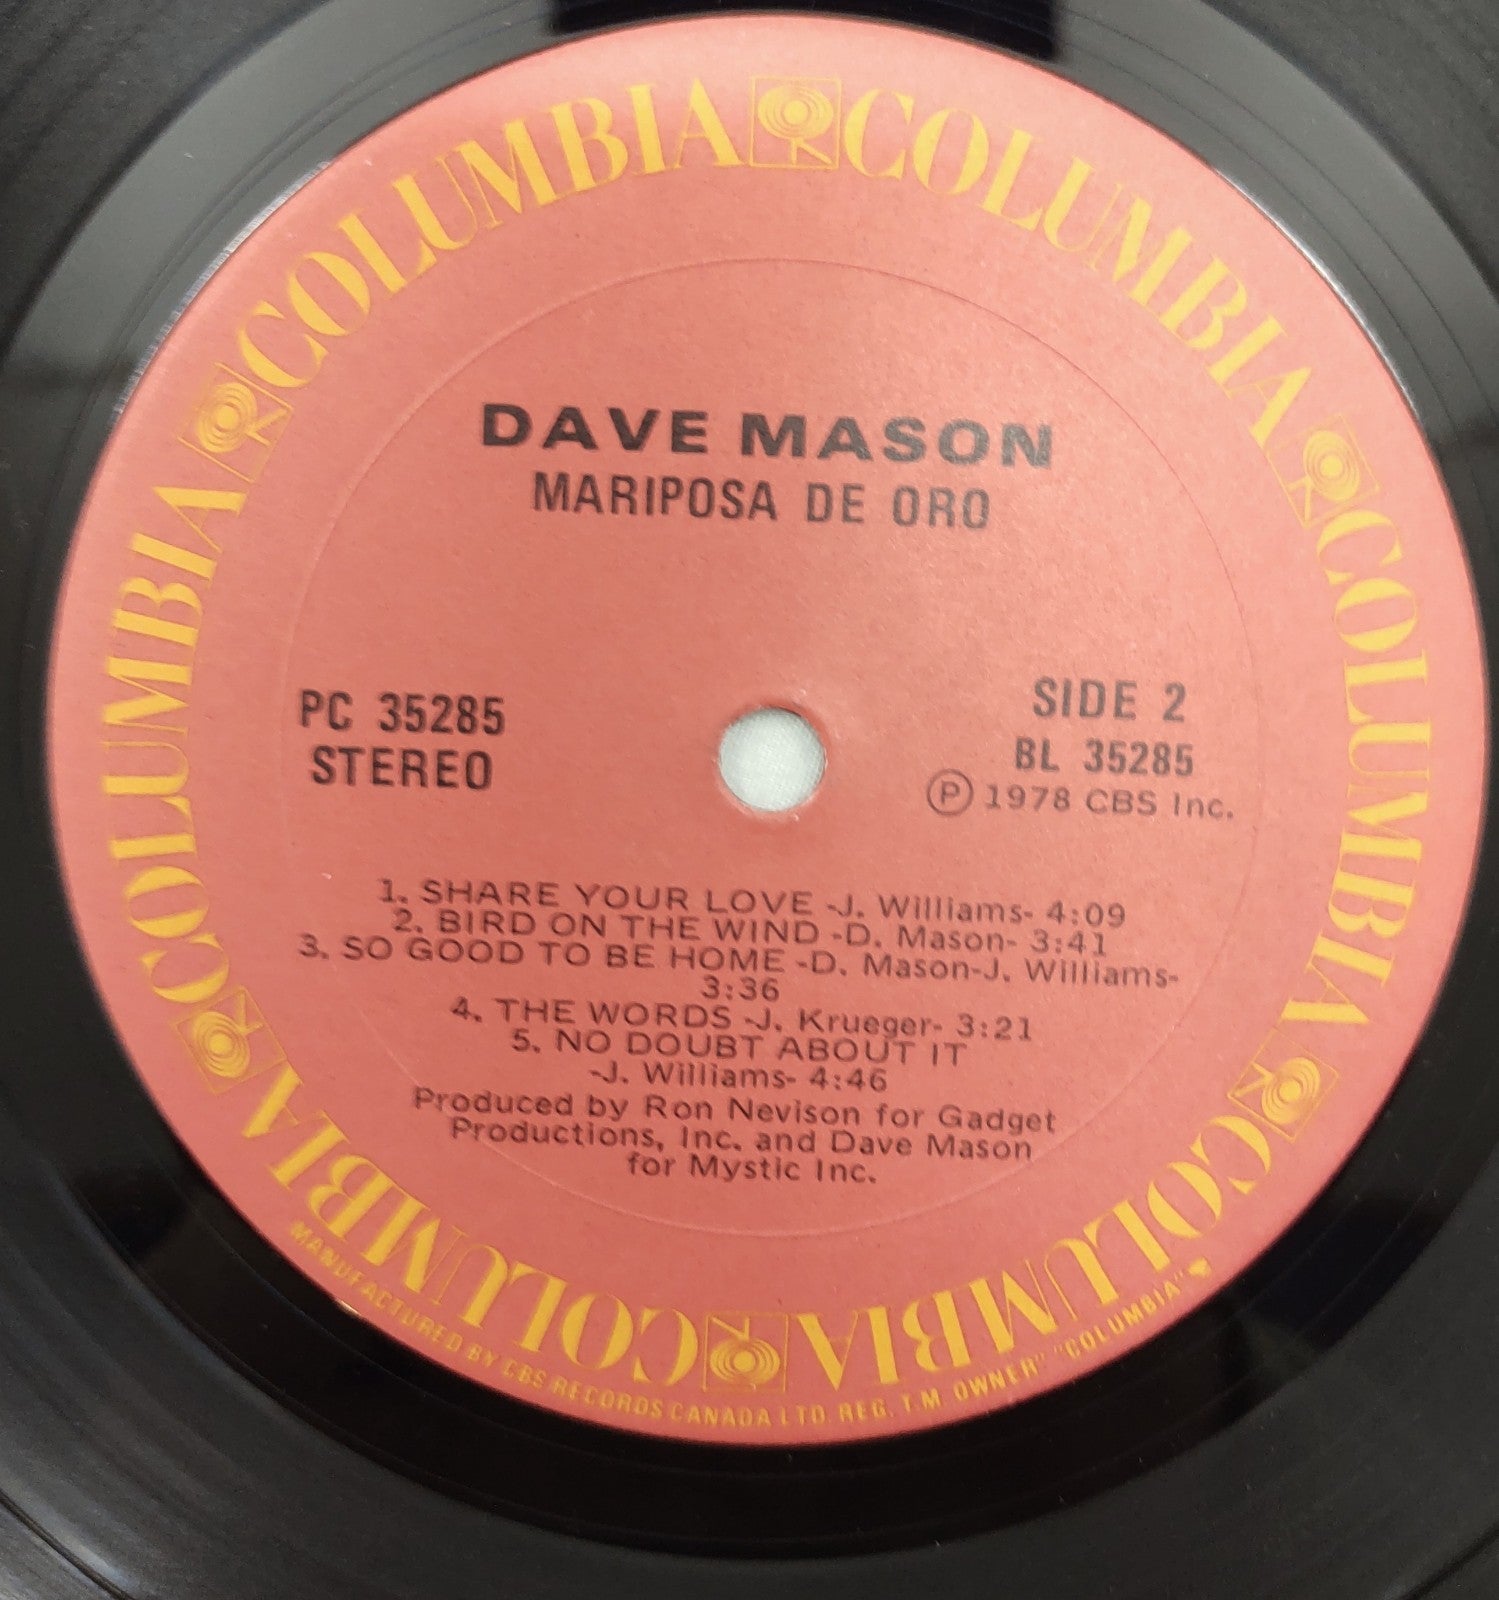 COLUMBIA COLUMBIA COLUMBIA COLUMBIA COLUMBIA COLUMBIA
DAVE MASON
MARIPOSA DE ORO
PC 35285
STEREO
SIDE 2
BL 35285
Ⓟ 1978 CBS Inc.
1. SHARE YOUR LOVE -J. Williams- 4:09
2. BIRD ON THE WIND -D. Mason- 3:41
3. SO GOOD TO BE HOME -D. Mason-J. Williams-
3:36
4. THE WORDS -J. Krueger- 3:21
5. NO DOUBT ABOUT IT
-J. Williams- 4:46
Produced by Ron Nevison for Gadget
Productions, Inc. and Dave Mason
for Mystic Inc.
MANUFACTURED BY CBS RECORDS CANADA LTD. REG. T.M. OWNER" "COLUMBIA",